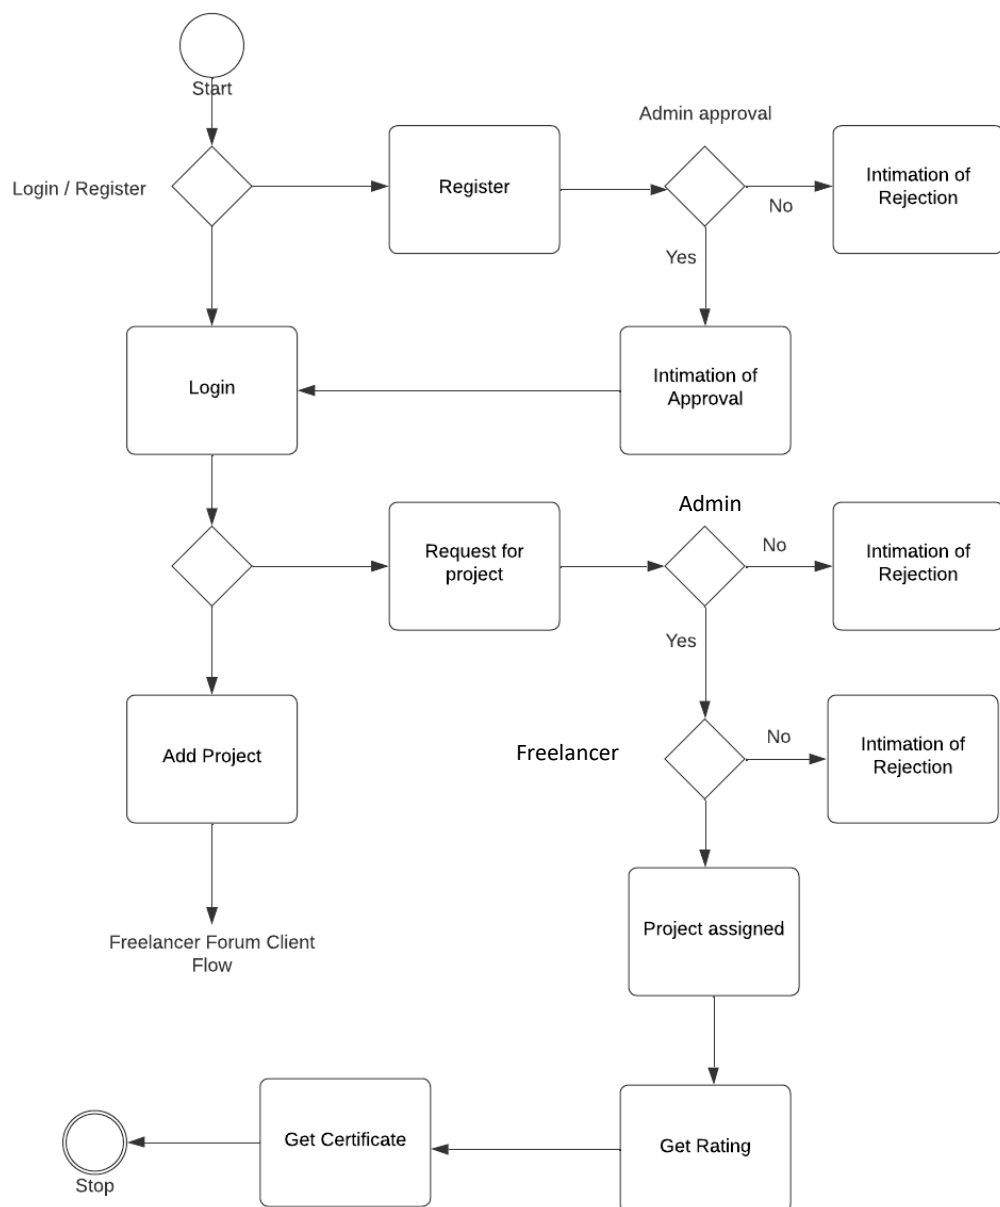 Start
Admin approval
Login / Register
Register
Intimation of
Rejection
No
Yes
Login
Intimation of
Approval
Admin
Request for
project
No
Intimation of
Rejection
Yes
Add Project
Freelancer
No
Intimation of
Rejection
Project assigned
Freelancer Forum Client
Flow
Get Certificate
Get Rating
Stop